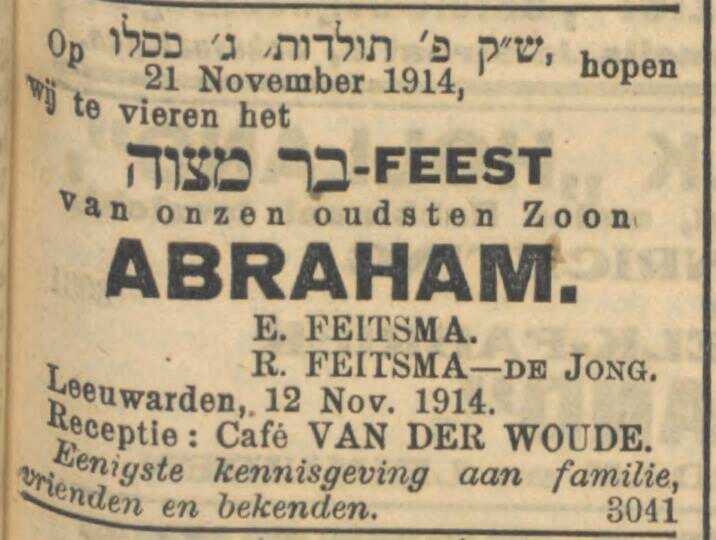 Op ש״ק פ׳ תולדות, ג׳ כסלו, hopen
21 November 1914,
wij te vieren het
בר מצוה-FEEST
van onzen oudsten Zoon
ABRAHAM.
E. FEITSMA.
R. FEITSMA—DE JONG.
Leeuwarden, 12 Nov. 1914.
Receptie: Café VAN DER WOUDE.
Eenigste kennisgeving aan familie,
vrienden en bekenden. 3041